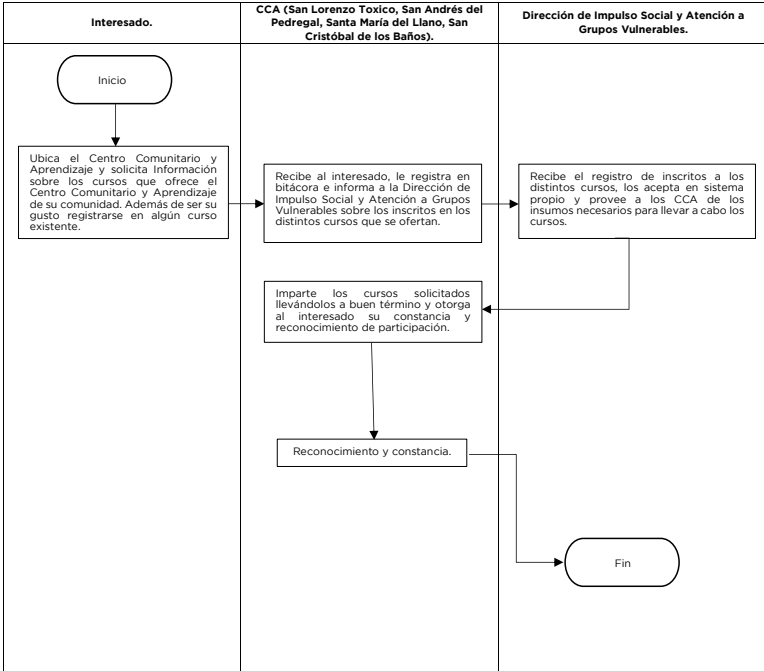 Interesado.
CCA (San Lorenzo Toxico, San Andrés del
Pedregal, Santa María del Llano, San
Cristóbal de los Baños).
Dirección de Impulso Social y Atención a
Grupos Vulnerables.
Inicio
Ubica el Centro Comunitario y
Aprendizaje y solicita Información
sobre los cursos que ofrece el
Centro Comunitario y Aprendizaje
de su comunidad. Además de ser su
gusto registrarse en algún curso
existente.
Recibe al interesado, le registra en
bitácora e informa a la Dirección de
Impulso Social y Atención a Grupos
Vulnerables sobre los inscritos en los
distintos cursos que se ofertan.
Recibe el registro de inscritos a los
distintos cursos, los acepta en sistema
propio y provee a los CCA de los
insumos necesarios para llevar a cabo los
cursos.
Imparte los cursos solicitados
llevándolos a buen término y otorga
al interesado su constancia y
reconocimiento de participación.
Reconocimiento y constancia.
Fin